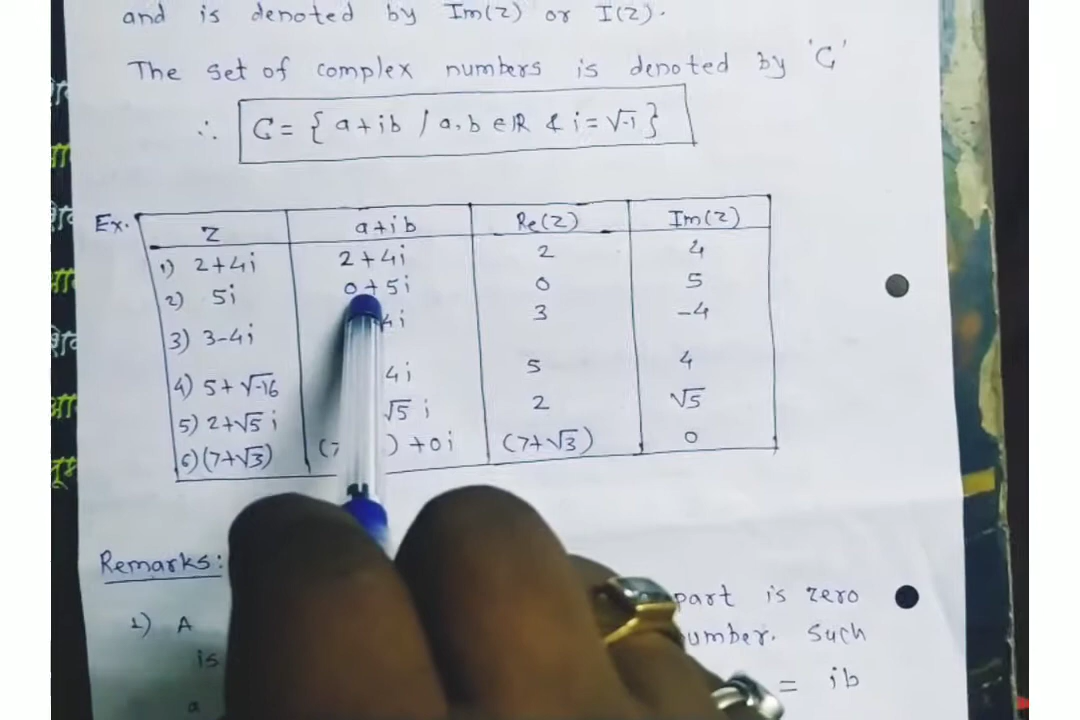 and is denoted by Im(z) or I(z).
The set of complex numbers is denoted by 'C'
∴ C = { a+ib / a,b ∈ R & i = √-1 }
Ex. z a+ib Re(z) Im(z)
1) 2+4i 2+4i 2 4
2) 5i 0+5i 0 5
3) 3-4i 4i 3 -4
4) 5+√-16 4i 5 4
5) 2+√5 i √5 i 2 √5
6) (7+√3) (7 ) +0i (7+√3) 0
Remarks:
1) A part is zero
is number. Such
a = ib